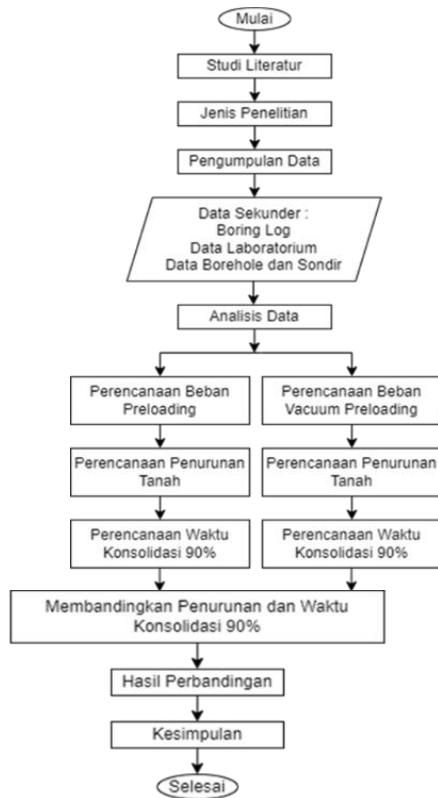 Mulai
Studi Literatur
Jenis Penelitian
Pengumpulan Data
Data Sekunder :
Boring Log
Data Laboratorium
Data Borehole dan Sondir
Analisis Data
Perencanaan Beban
Preloading
Perencanaan Beban
Vacuum Preloading
Perencanaan Penurunan
Tanah
Perencanaan Penurunan
Tanah
Perencanaan Waktu
Konsolidasi 90%
Perencanaan Waktu
Konsolidasi 90%
Membandingkan Penurunan dan Waktu
Konsolidasi 90%
Hasil Perbandingan
Kesimpulan
Selesai